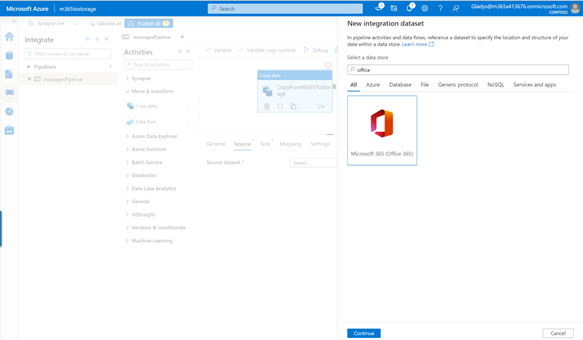 Microsoft Azure
m365tostorage
Search
Gladys@m365x413676.onmicrosoft.com
CONTOSO
Synapse live
Validate all
Publish all
Integrate
Filter resources by name
Pipelines
1
messagesPipeline
messagesPipeline
Activities
Search activities
Synapse
Move & transform
Copy data
Data flow
Azure Data Explorer
Azure Function
Batch Service
Databricks
Data Lake Analytics
General
HDInsight
Iteration & conditionals
Machine Learning
Validate
Validate copy runtime
Debug
Copy data
CopyFromM365ToStor
age
General
Source
Sink
Mapping
Settings
Source dataset *
Select...
New integration dataset
In pipeline activities and data flows, reference a dataset to specify the location and structure of your
data within a data store. Learn more
Select a data store
office
All
Azure
Database
File
Generic protocol
NoSQL
Services and apps
Microsoft 365 (Office 365)
Continue
Cancel